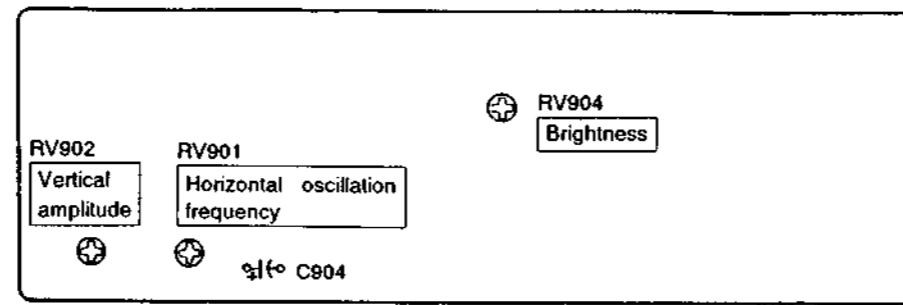 RV904
Brightness
RV902
Vertical
amplitude
RV901
Horizontal oscillation
frequency
C904